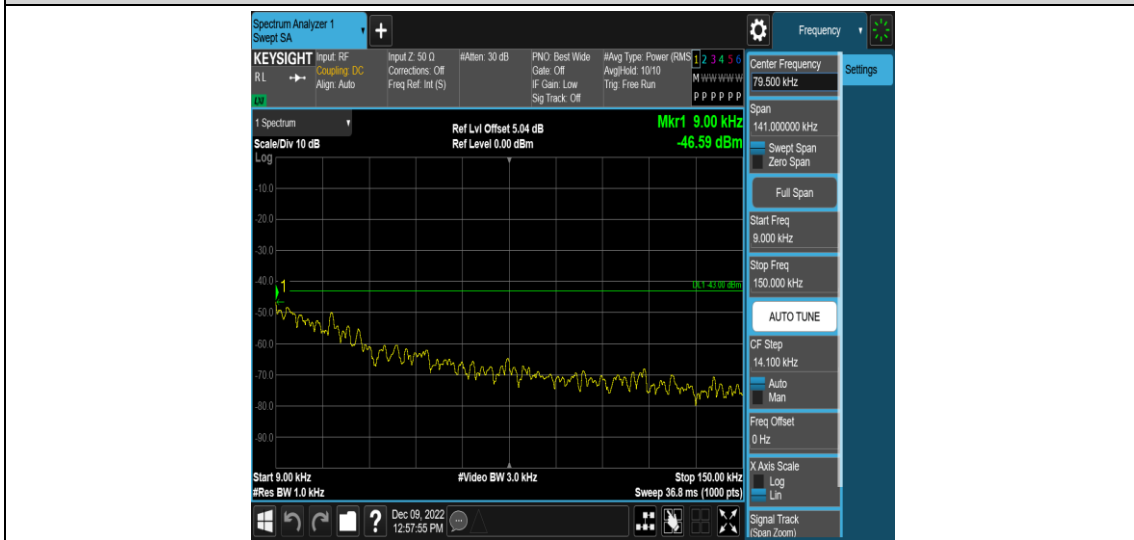 Spectrum Analyzer 1
Swept SA
+
Frequency
KEYSIGHT
RL
LXI
Input: RF
Coupling: DC
Align: Auto
Input Z: 50 Ω
Corrections: Off
Freq Ref: Int (S)
#Atten: 30 dB
PNO: Best Wide
Gate: Off
IF Gain: Low
Sig Track: Off
#Avg Type: Power (RMS
Avg|Hold: 10/10
Trig: Free Run
1 2 3 4 5 6
M W W W W W
P P P P P P
1 Spectrum
Scale/Div 10 dB
Ref Lvl Offset 5.04 dB
Ref Level 0.00 dBm
Mkr1 9.00 kHz
-46.59 dBm
Log
-10.0
-20.0
-30.0
-40.0
1
DL1 -43.00 dBm
-50.0
-60.0
-70.0
-80.0
-90.0
Start 9.00 kHz
#Res BW 1.0 kHz
#Video BW 3.0 kHz
Stop 150.00 kHz
Sweep 36.8 ms (1000 pts)
Center Frequency
79.500 kHz
Settings
Span
141.000000 kHz
Swept Span
Zero Span
Full Span
Start Freq
9.000 kHz
Stop Freq
150.000 kHz
AUTO TUNE
CF Step
14.100 kHz
Auto
Man
Freq Offset
0 Hz
X Axis Scale
Log
Lin
Signal Track
(Span Zoom)
?
Dec 09, 2022
12:57:55 PM